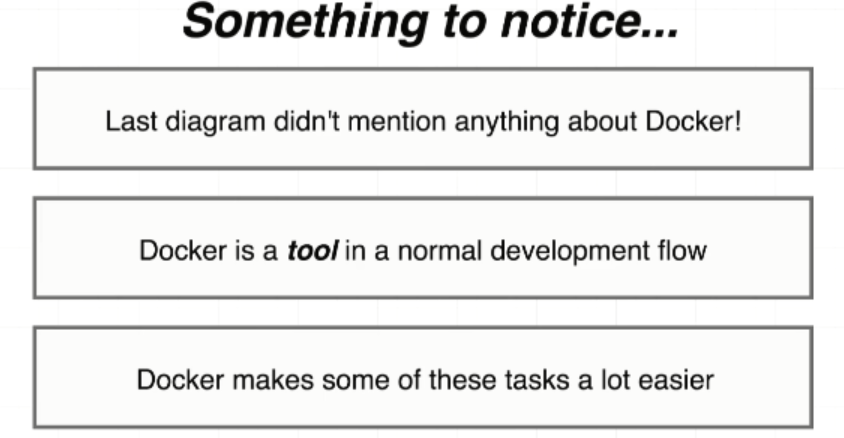 Something to notice...
Last diagram didn't mention anything about Docker!
Docker is a tool in a normal development flow
Docker makes some of these tasks a lot easier